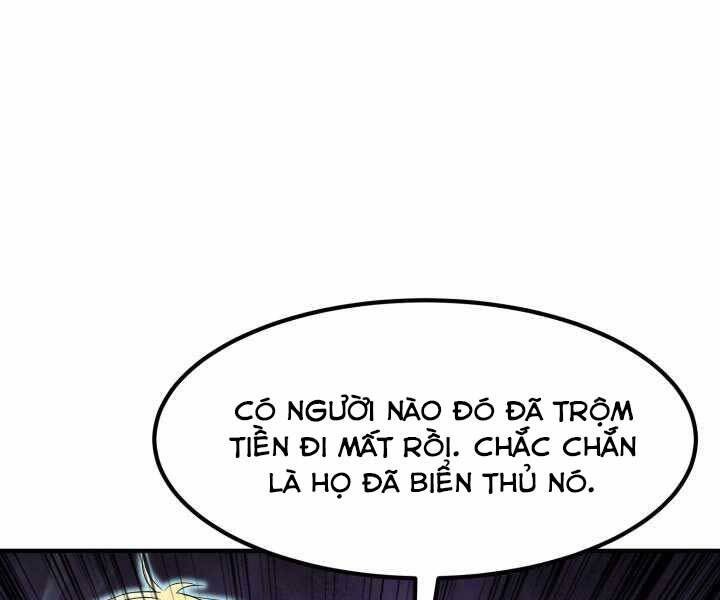 CÓ NGƯỜI NÀO ĐÓ ĐÃ TRỘM
TIỀN ĐI MẤT RỒI. CHẮC CHẮN
LÀ HỌ ĐÃ BIỂN THỦ NÓ.